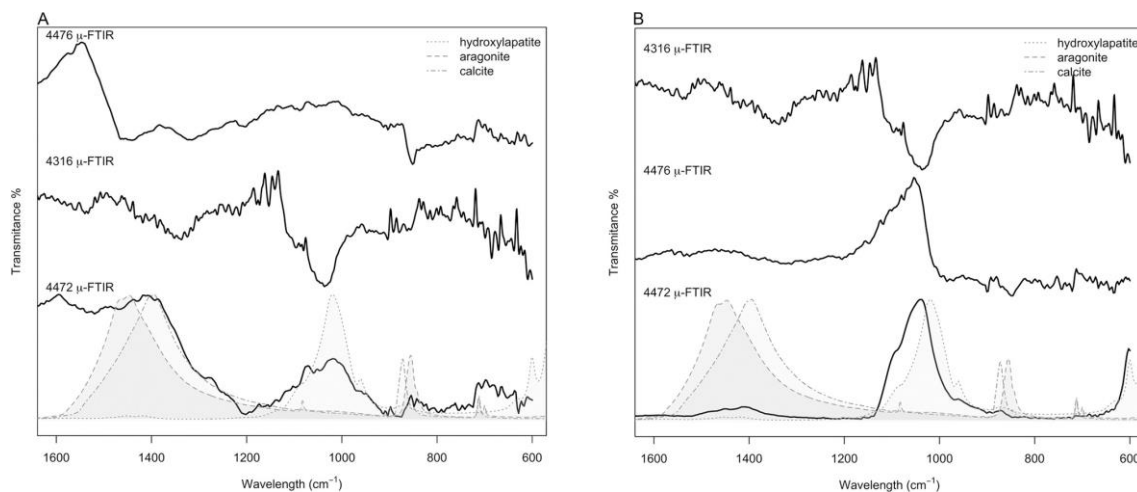 A
4476 μ-FTIR
hydroxylapatite
aragonite
calcite
4316 μ-FTIR
4472 μ-FTIR
Transmitance %
1600 1400 1200 1000 800 600
Wavelength (cm⁻¹)
B
4316 μ-FTIR
hydroxylapatite
aragonite
calcite
4476 μ-FTIR
4472 μ-FTIR
Transmitance %
1600 1400 1200 1000 800 600
Wavelength (cm⁻¹)